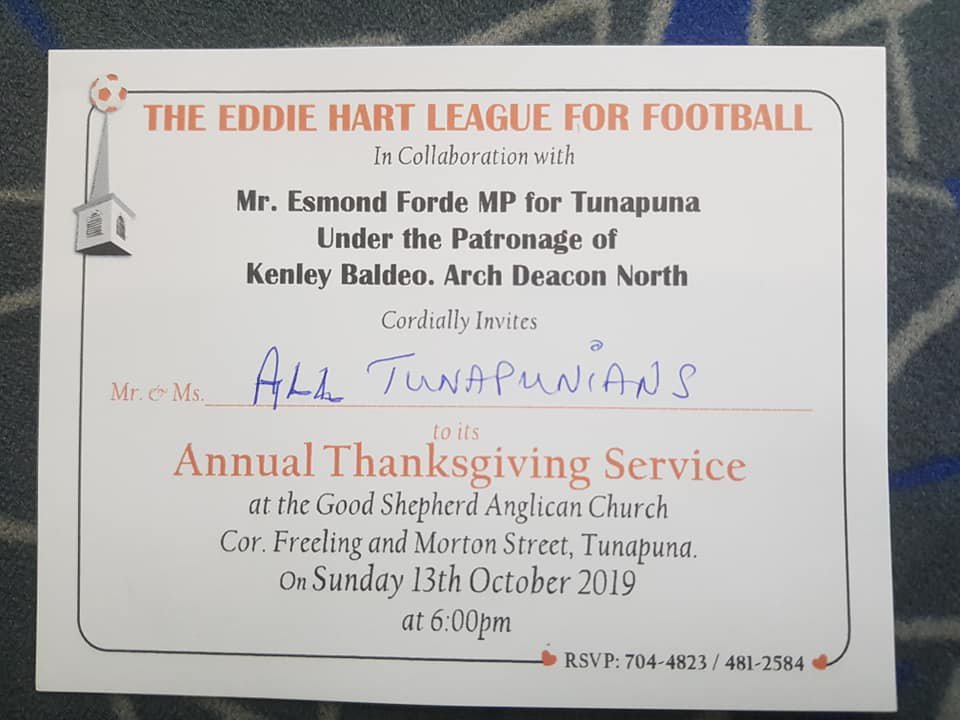 THE EDDIE HART LEAGUE FOR FOOTBALL
In Collaboration with
Mr. Esmond Forde MP for Tunapuna
Under the Patronage of
Kenley Baldeo. Arch Deacon North
Cordially Invites
Mr. & Ms. ALL TUNAPUNiANS
to its
Annual Thanksgiving Service
at the Good Shepherd Anglican Church
Cor. Freeling and Morton Street, Tunapuna.
On Sunday 13th October 2019
at 6:00pm
RSVP: 704-4823 / 481-2584